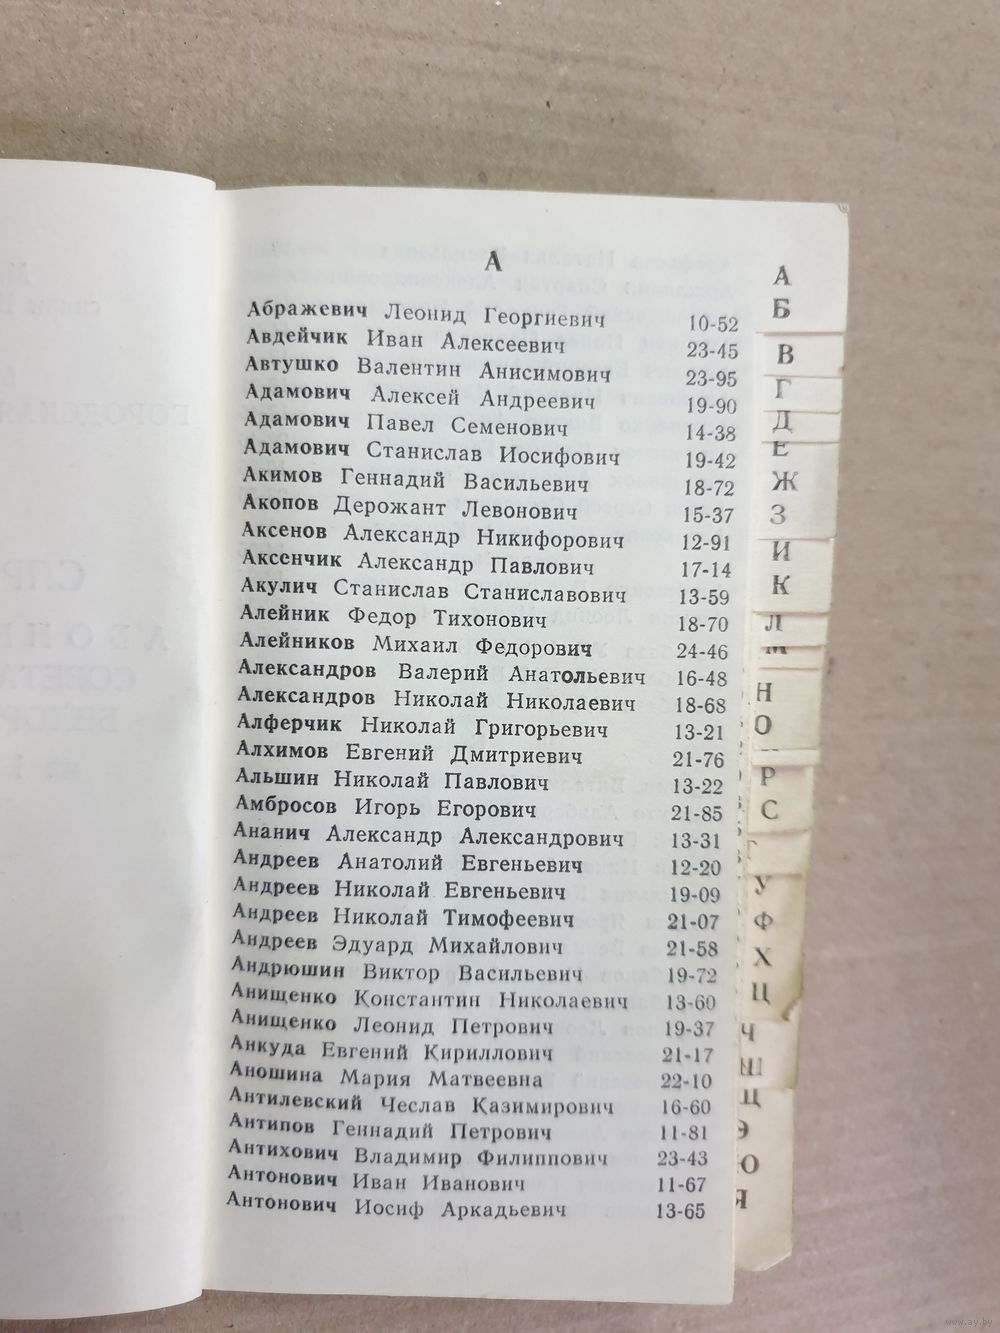 А
Абражевич Леонид Георгиевич 10-52
Авдейчик Иван Алексеевич 23-45
Автушко Валентин Анисимович 23-95
Адамович Алексей Андреевич 19-90
Адамович Павел Семенович 14-38
Адамович Станислав Иосифович 19-42
Акимов Геннадий Васильевич 18-72
Акопов Дерожант Левонович 15-37
Аксенов Александр Никифорович 12-91
Аксенчик Александр Павлович 17-14
Акулич Станислав Станиславович 13-59
Алейник Федор Тихонович 18-70
Алейников Михаил Федорович 24-46
Александров Валерий Анатольевич 16-48
Александров Николай Николаевич 18-68
Алферчик Николай Григорьевич 13-21
Алхимов Евгений Дмитриевич 21-76
Альшин Николай Павлович 13-22
Амбросов Игорь Егорович 21-85
Ананич Александр Александрович 13-31
Андреев Анатолий Евгеньевич 12-20
Андреев Николай Евгеньевич 19-09
Андреев Николай Тимофеевич 21-07
Андреев Эдуард Михайлович 21-58
Андрюшин Виктор Васильевич 19-72
Анищенко Константин Николаевич 13-60
Анищенко Леонид Петрович 19-37
Анкуда Евгений Кириллович 21-17
Аношина Мария Матвеевна 22-10
Антилевский Чеслав Казимирович 16-60
Антипов Геннадий Петрович 11-81
Антихович Владимир Филиппович 23-43
Антонович Иван Иванович 11-67
Антонович Иосиф Аркадьевич 13-65
А
Б
В
Г
Д
Е
Ж
З
И
К
Л
М
Н
О
Р
С
Т
У
Ф
Х
Ц
Ч
Ш
Щ
Э
Ю
Я
www.ay.by